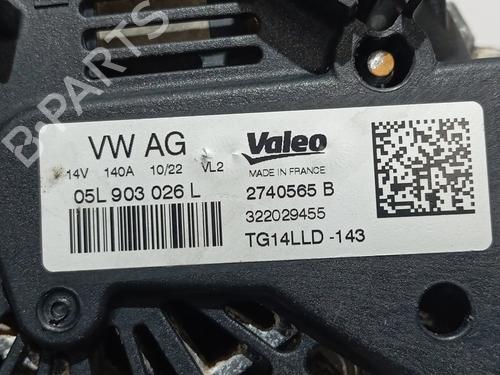 VW AG
14V 140A 10/22 VL2
05L 903 026 L
Valeo
MADE IN FRANCE
2740565 B
322029455
TG14LLD -143
B-PARTS